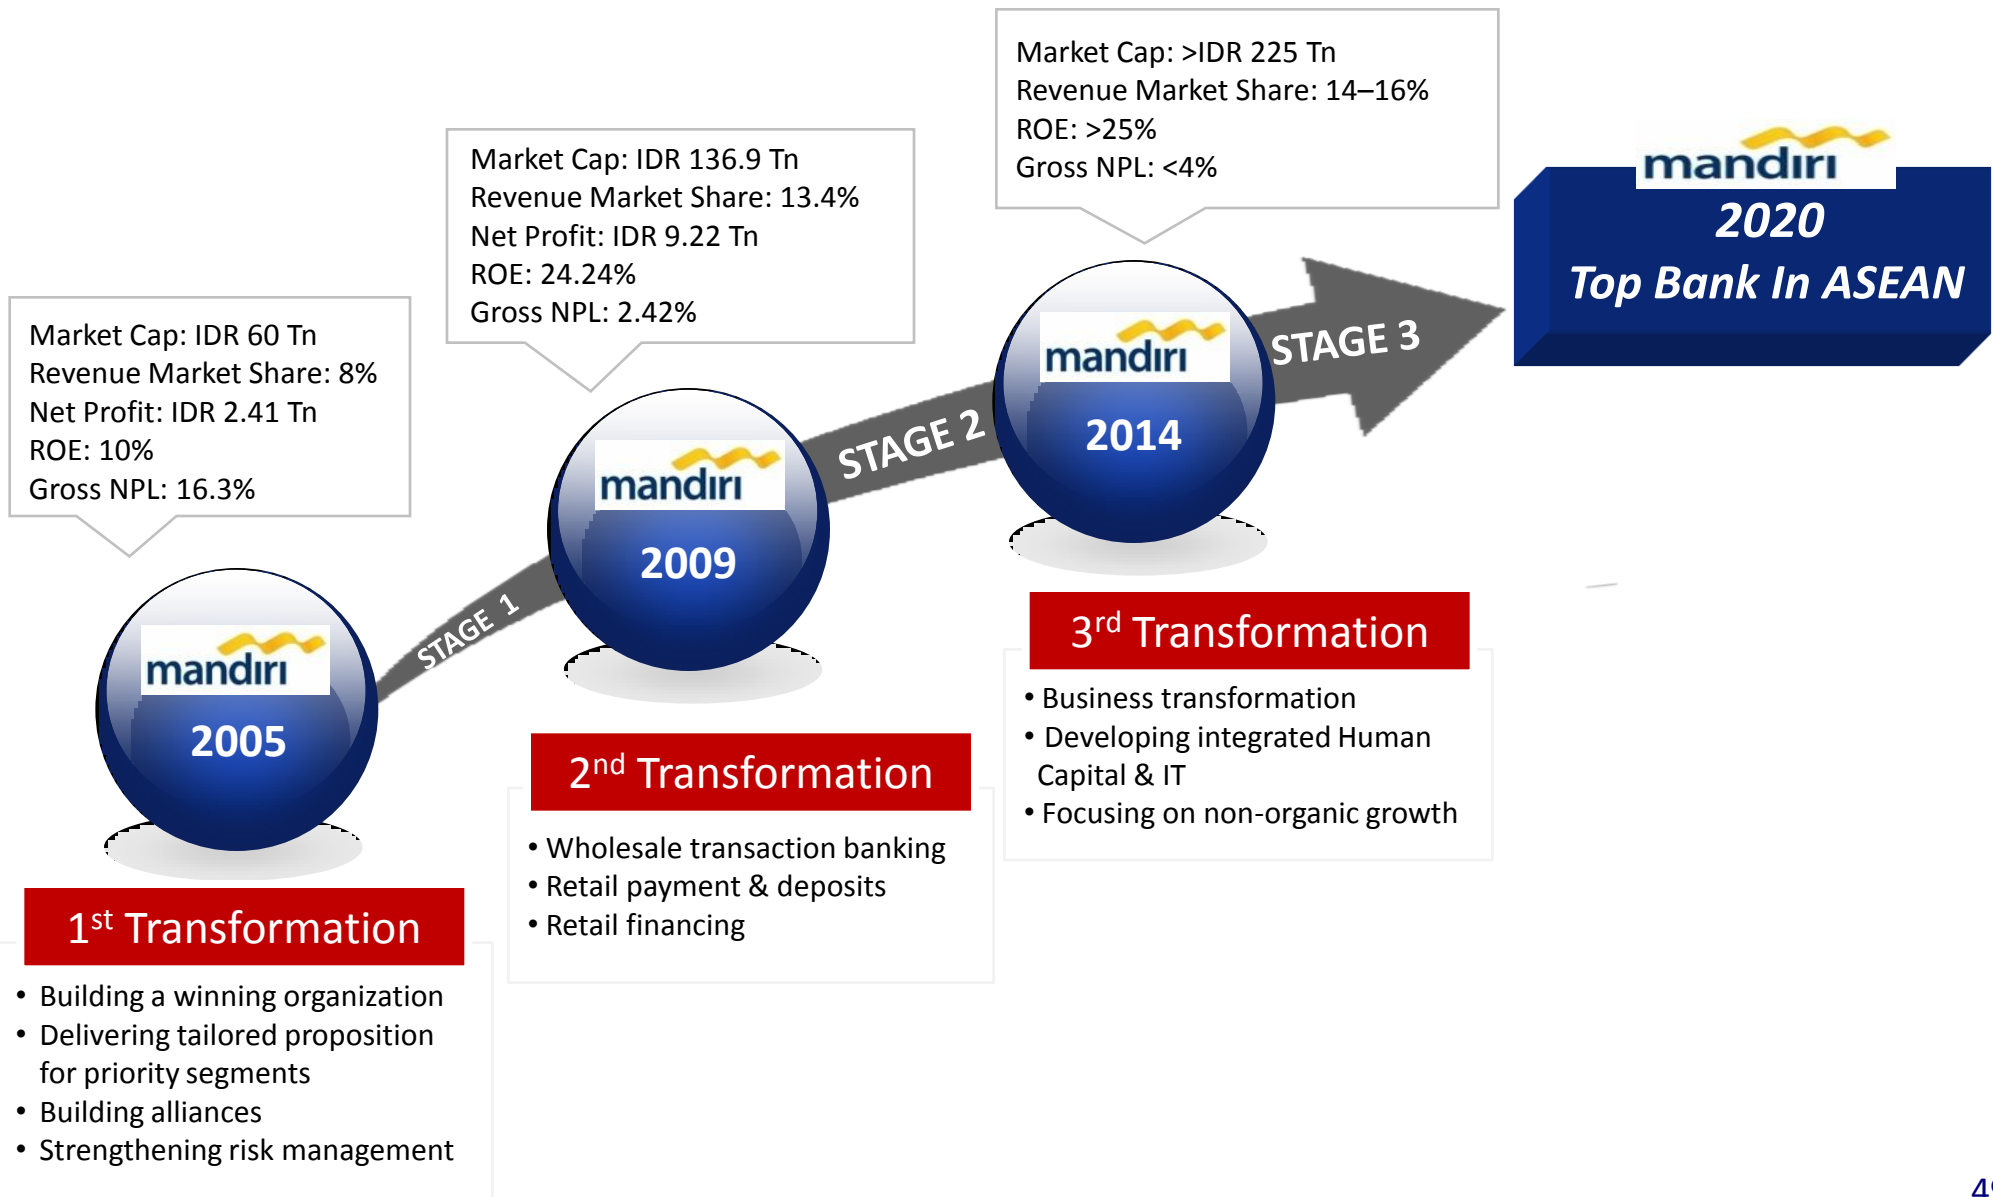 Market Cap: IDR 60 Tn
Revenue Market Share: 8%
Net Profit: IDR 2.41 Tn
ROE: 10%
Gross NPL: 16.3%
mandırı
2005
1st Transformation
• Building a winning organization
• Delivering tailored proposition
for priority segments
• Building alliances
• Strengthening risk management
STAGE 1
Market Cap: IDR 136.9 Tn
Revenue Market Share: 13.4%
Net Profit: IDR 9.22 Tn
ROE: 24.24%
Gross NPL: 2.42%
mandırı
2009
2nd Transformation
• Wholesale transaction banking
• Retail payment & deposits
• Retail financing
STAGE 2
Market Cap: >IDR 225 Tn
Revenue Market Share: 14–16%
ROE: >25%
Gross NPL: <4%
mandırı
2014
3rd Transformation
• Business transformation
• Developing integrated Human
Capital & IT
• Focusing on non-organic growth
STAGE 3
mandırı
2020
Top Bank In ASEAN